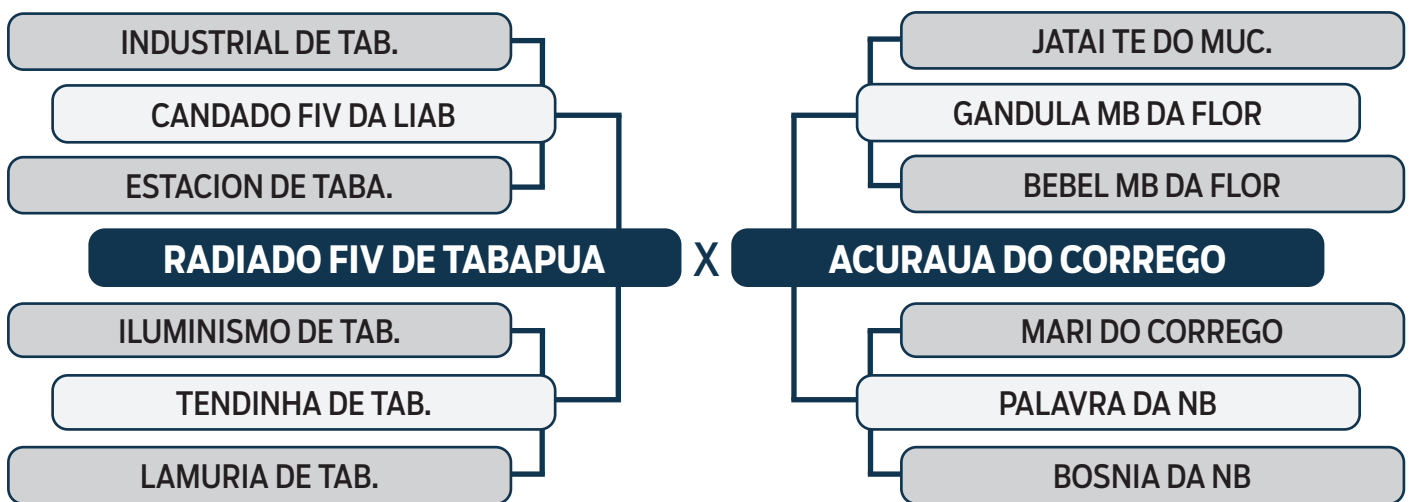 INDUSTRIAL DE TAB.
CANDADO FIV DA LIAB
ESTACION DE TABA.
RADIADO FIV DE TABAPUA
ILUMINISMO DE TAB.
TENDINHA DE TAB.
LAMURIA DE TAB.
X
JATAI TE DO MUC.
GANDULA MB DA FLOR
BEBEL MB DA FLOR
ACURAUA DO CORREGO
MARI DO CORREGO
PALAVRA DA NB
BOSNIA DA NB